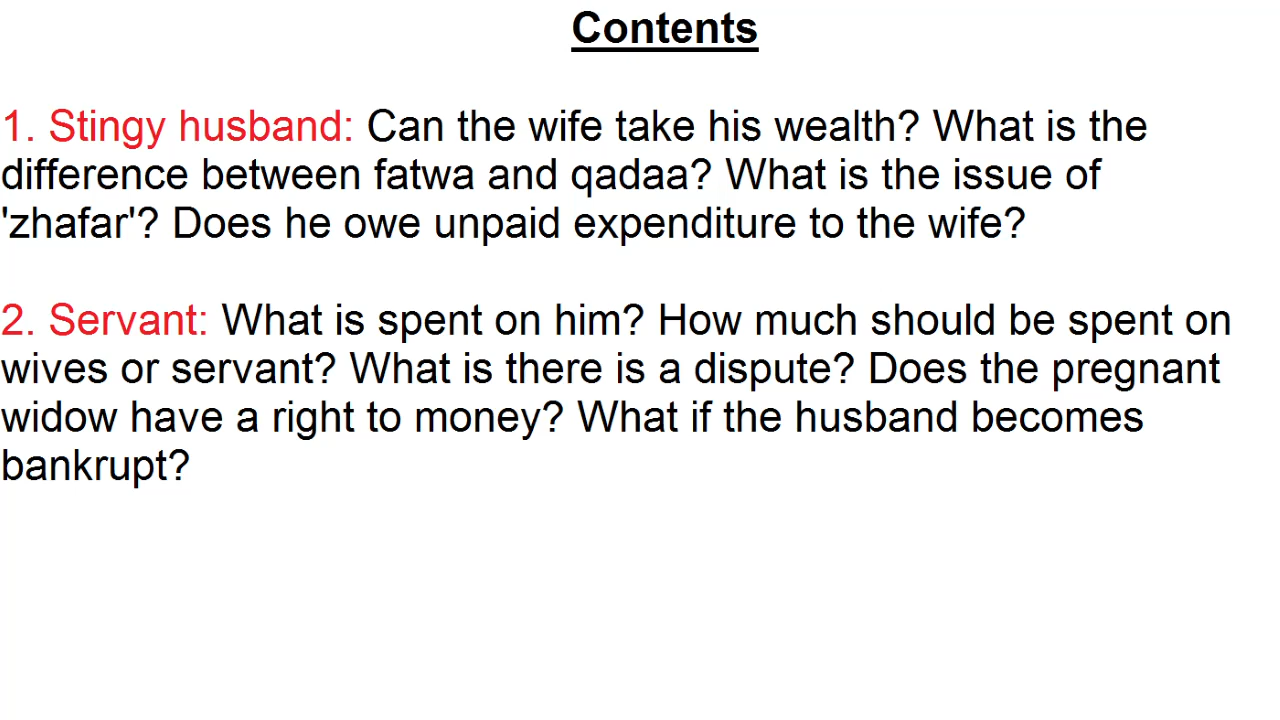 Contents
1. Stingy husband: Can the wife take his wealth? What is the
difference between fatwa and qadaa? What is the issue of
'zhafar'? Does he owe unpaid expenditure to the wife?
2. Servant: What is spent on him? How much should be spent on
wives or servant? What is there is a dispute? Does the pregnant
widow have a right to money? What if the husband becomes
bankrupt?